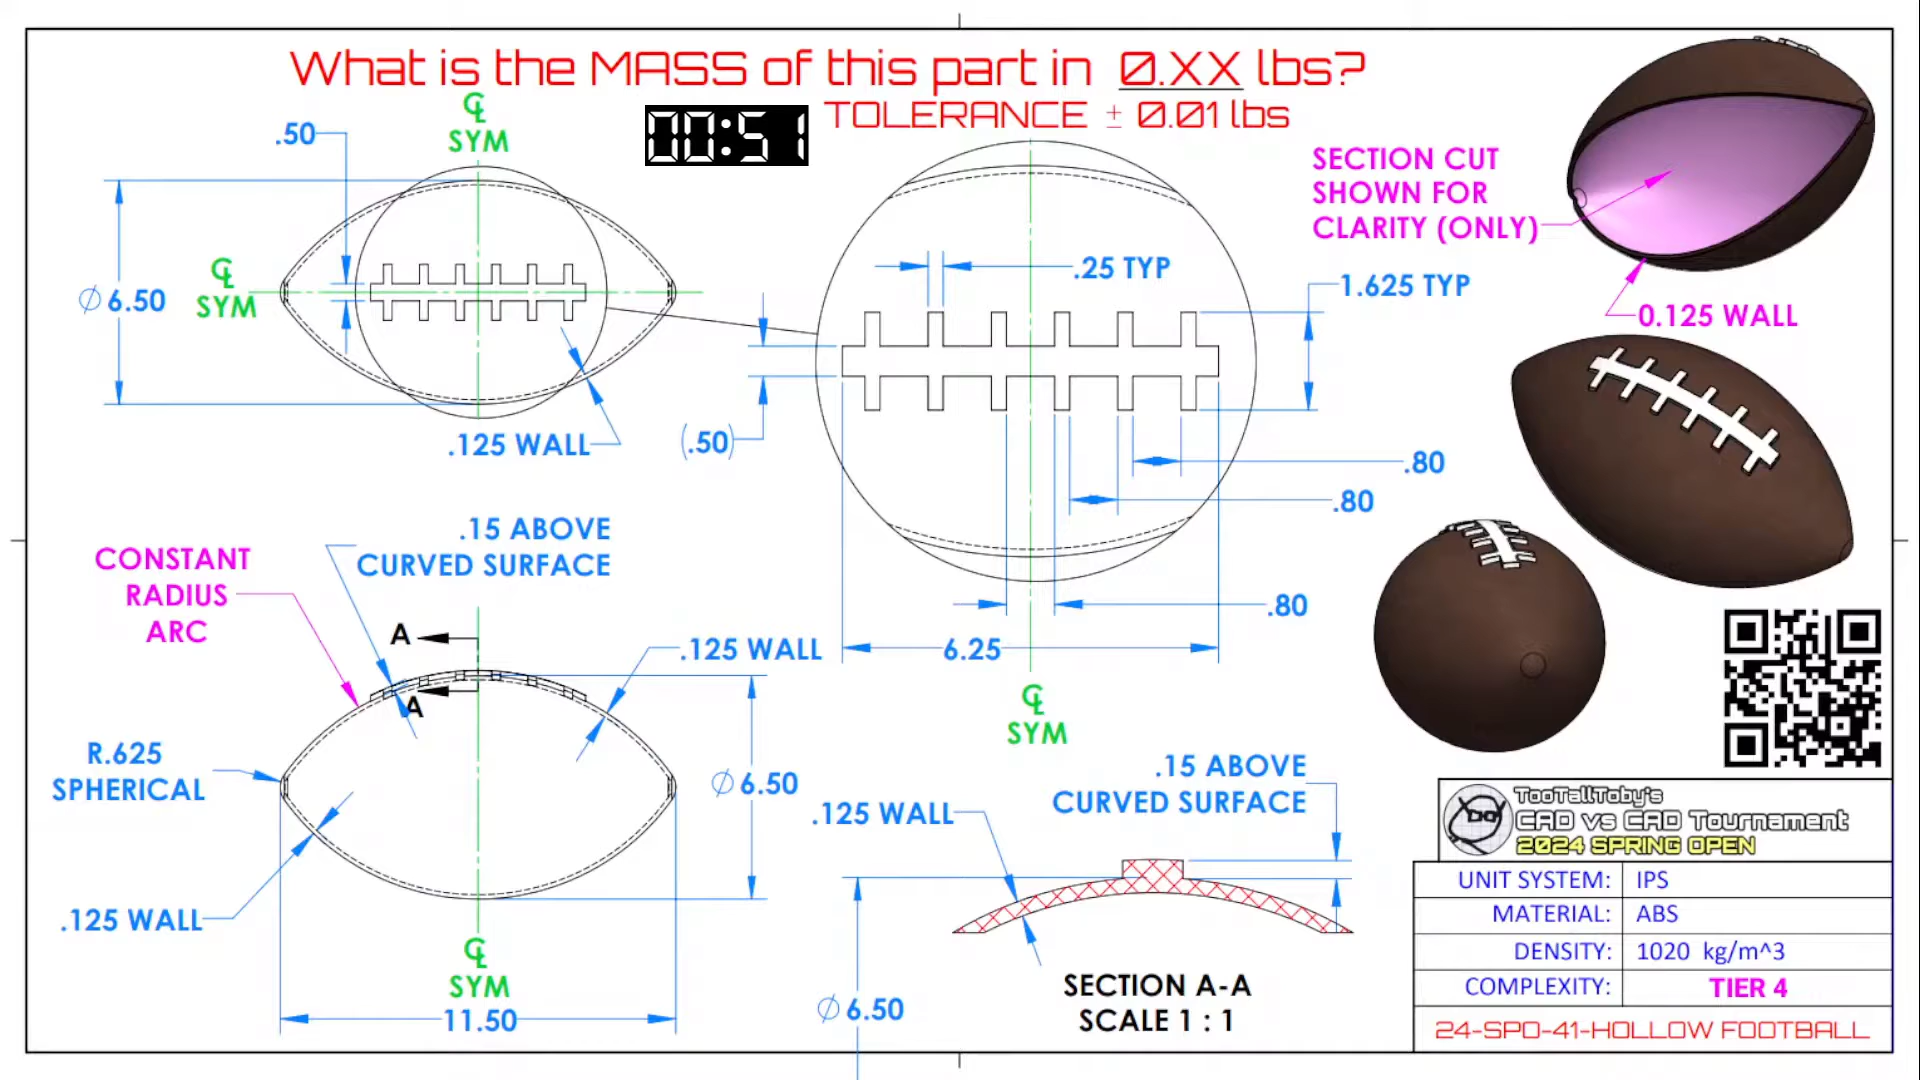 What is the MASS of this part in 0.XX lbs?
TOLERANCE ± 0.01 lbs
00:51
℄
SYM
.50
℄
SYM
∅ 6.50
.125 WALL
.25 TYP
1.625 TYP
(.50)
.80
.80
.80
6.25
℄
SYM
SECTION CUT
SHOWN FOR
CLARITY (ONLY)
0.125 WALL
.15 ABOVE
CURVED SURFACE
CONSTANT
RADIUS
ARC
A
A
.125 WALL
R.625
SPHERICAL
∅ 6.50
.125 WALL
℄
SYM
11.50
.15 ABOVE
CURVED SURFACE
.125 WALL
∅ 6.50
SECTION A-A
SCALE 1 : 1
TooTallToby's
CAD vs CAD Tournament
2024 SPRING OPEN
UNIT SYSTEM: IPS
MATERIAL: ABS
DENSITY: 1020 kg/m^3
COMPLEXITY: TIER 4
24-SPO-41-HOLLOW FOOTBALL